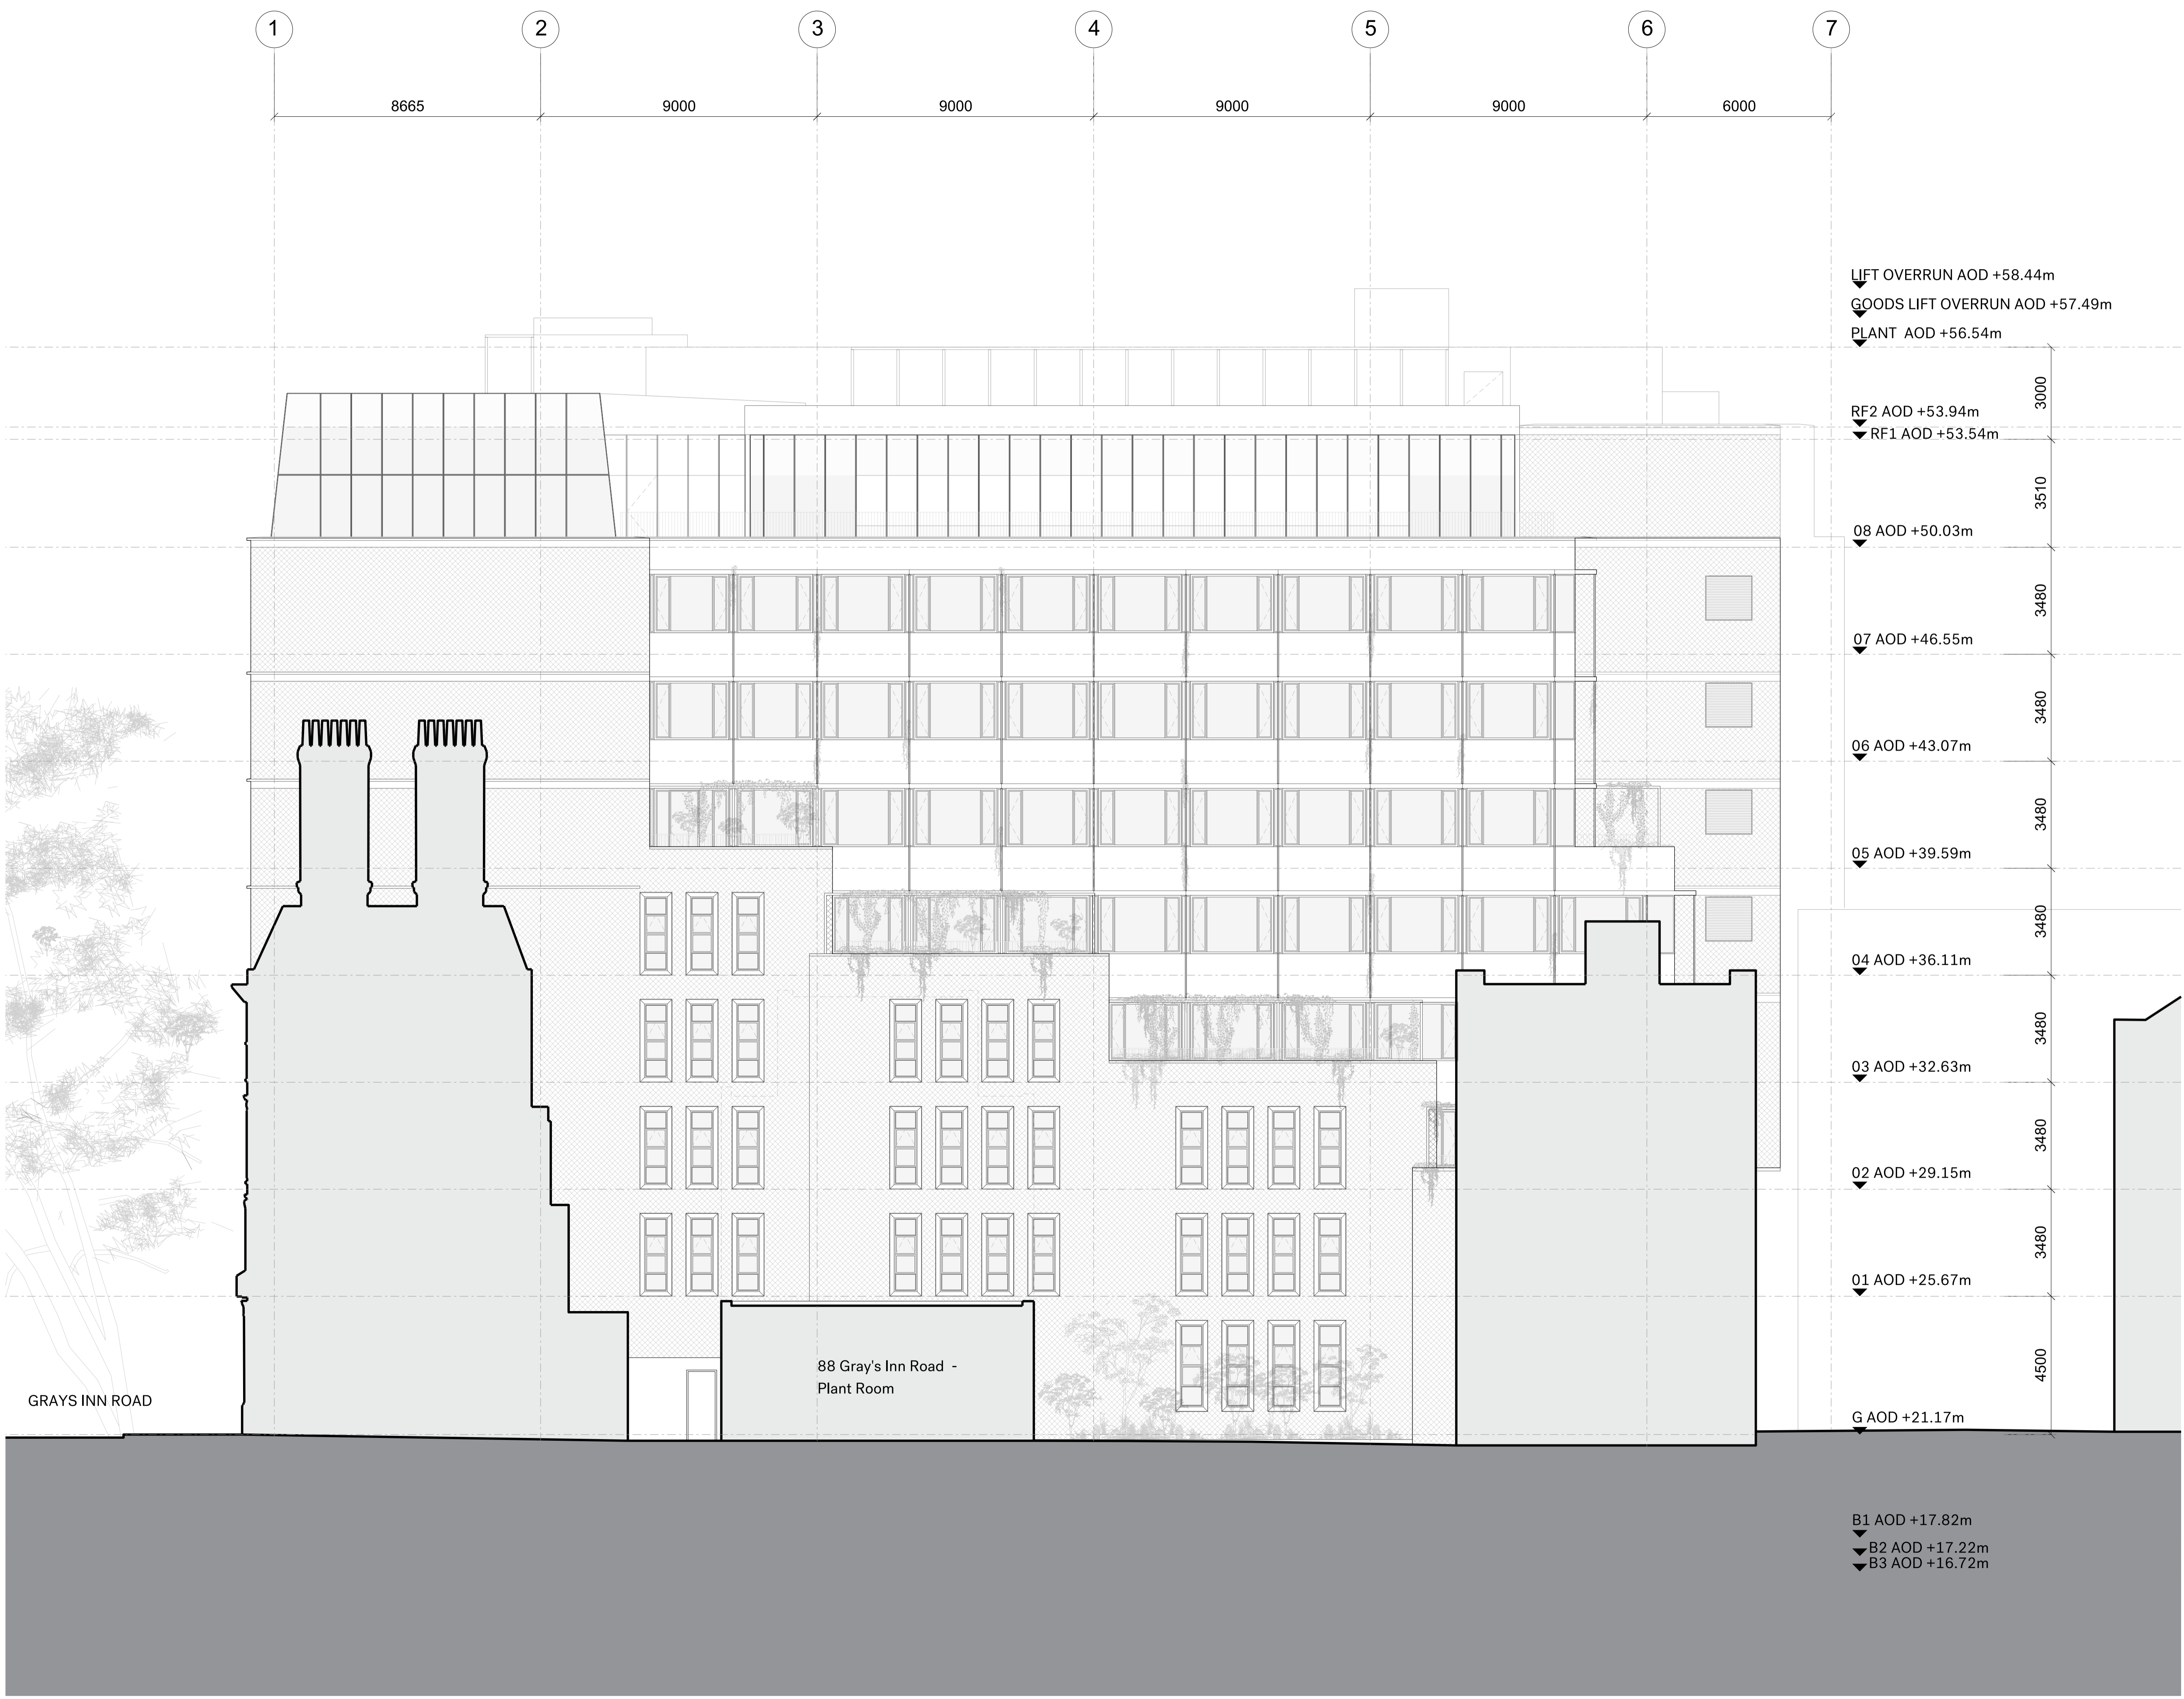 1 2 3 4 5 6 7
8665 9000 9000 9000 9000 6000
LIFT OVERRUN AOD +58.44m
GOODS LIFT OVERRUN AOD +57.49m
PLANT AOD +56.54m
3000
RF2 AOD +53.94m
RF1 AOD +53.54m
3510
08 AOD +50.03m
3480
07 AOD +46.55m
3480
06 AOD +43.07m
3480
05 AOD +39.59m
3480
04 AOD +36.11m
3480
03 AOD +32.63m
3480
02 AOD +29.15m
3480
01 AOD +25.67m
4500
88 Gray's Inn Road -
Plant Room
GRAYS INN ROAD
G AOD +21.17m
B1 AOD +17.82m
B2 AOD +17.22m
B3 AOD +16.72m